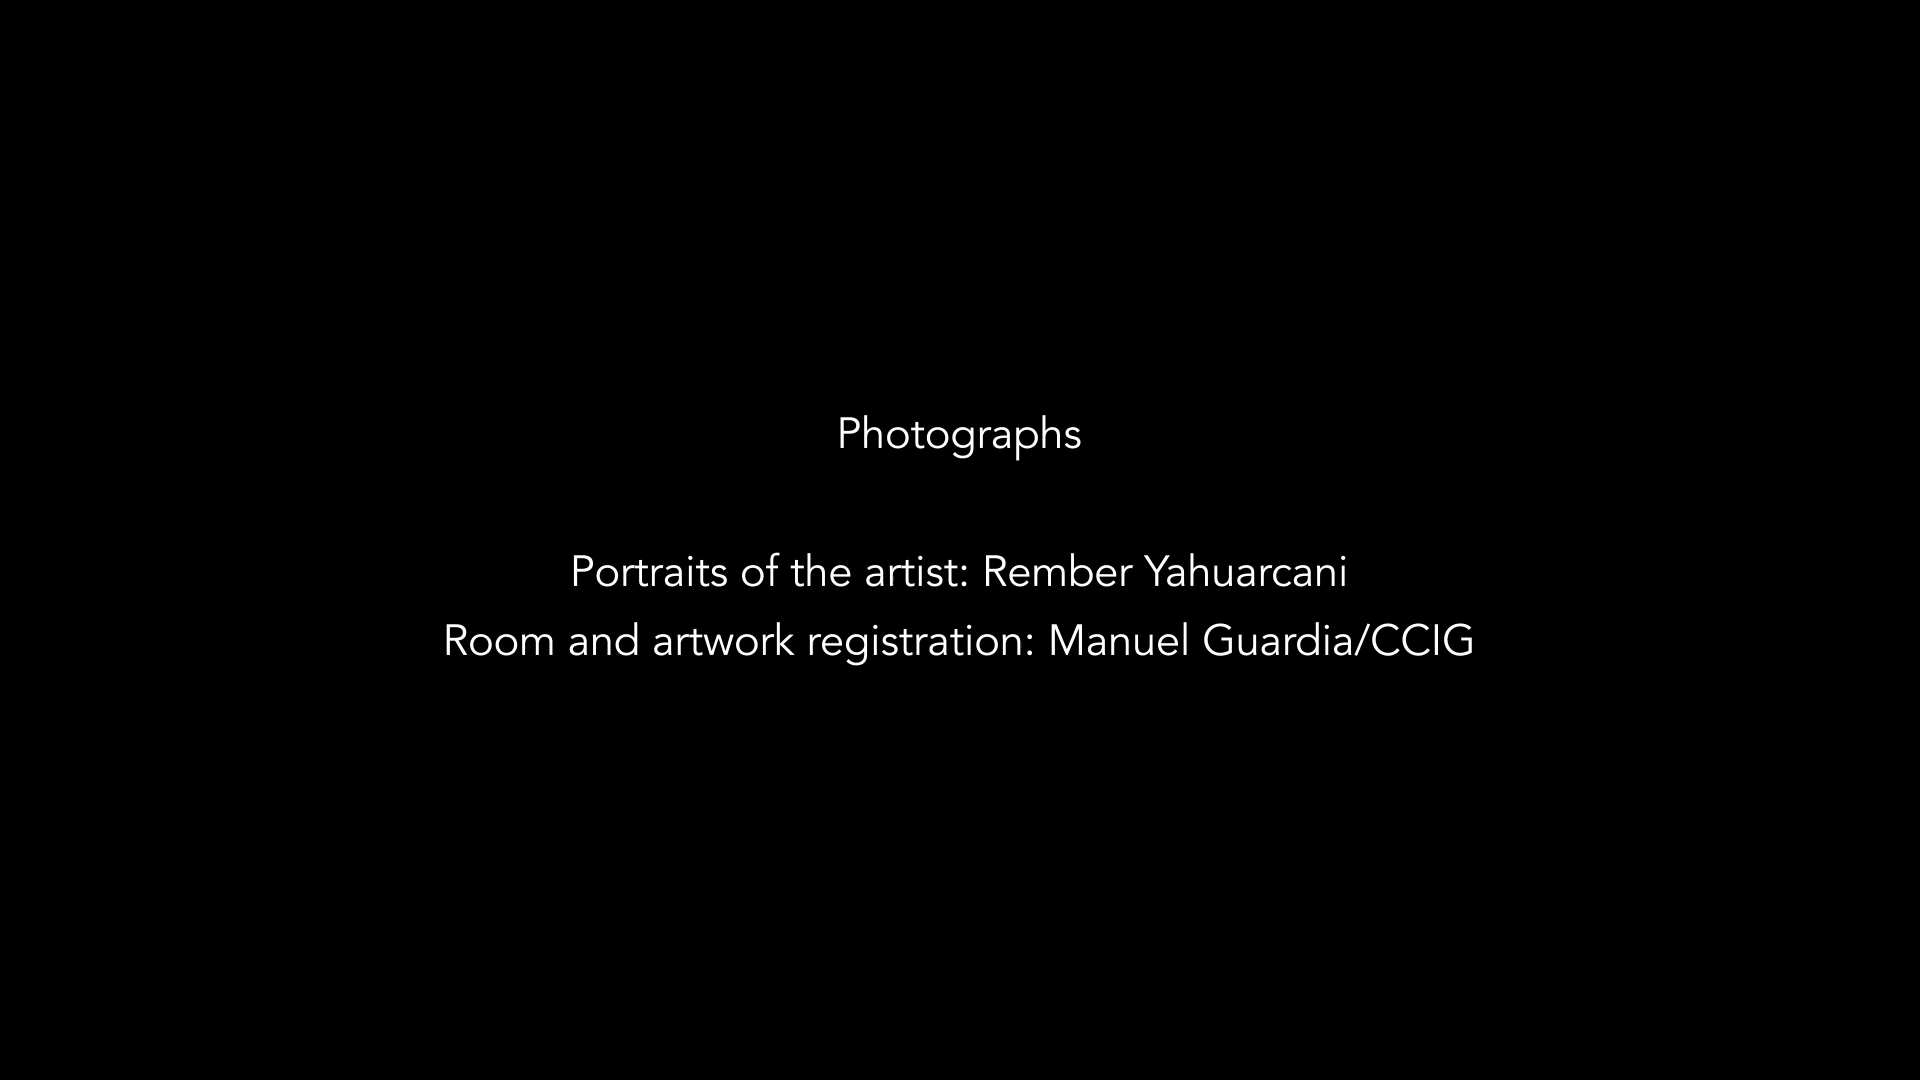 Photographs
Portraits of the artist: Rember Yahuarcani
Room and artwork registration: Manuel Guardia/CCIG